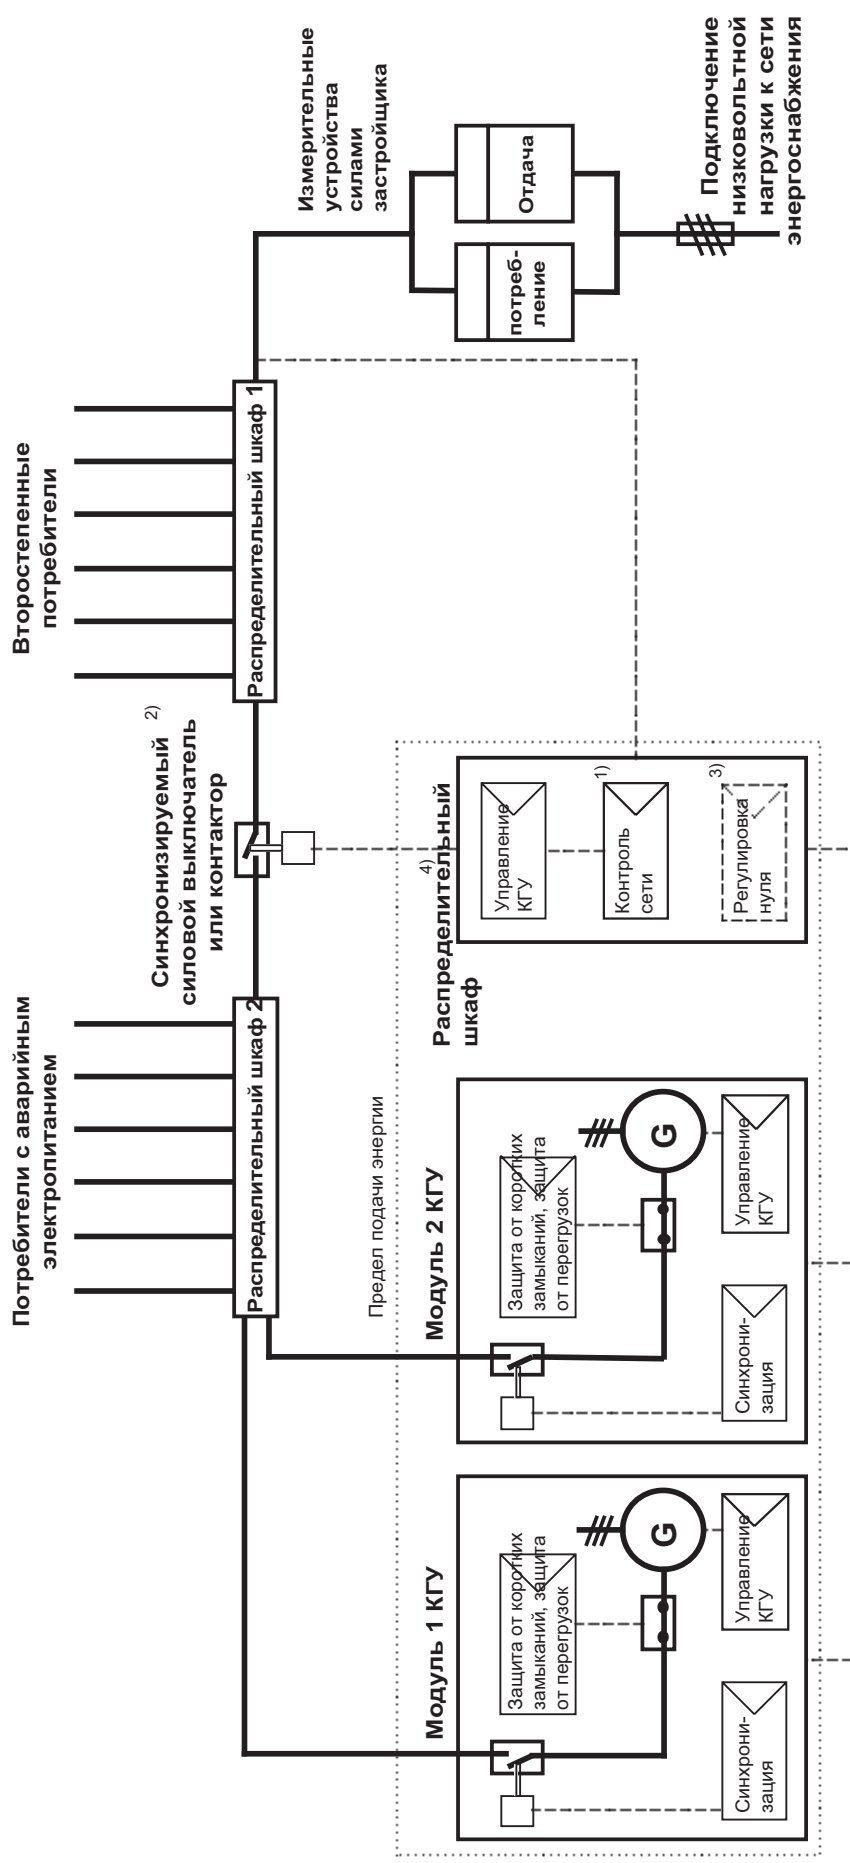 Потребители с аварийным
электропитанием
Синхронизируемый 2)
силовой выключатель
или контактор
Второстепенные
потребители
Измерительные
устройства
силами
застройщика
Распределительный шкаф 2
Распределительный шкаф 1
потреб-
ление
Отдача
Подключение
низковольтной
нагрузки к сети
энергоснабжения
Предел подачи энергии
Модуль 1 КГУ
Защита от коротких
замыканий, защита
от перегрузок
G
Синхрони-
зация
Управление
КГУ
Модуль 2 КГУ
Защита от коротких
замыканий, защита
от перегрузок
G
Синхрони-
зация
Управление
КГУ
4)
Распределительный
шкаф
Управление
КГУ
1)
Контроль
сети
3)
Регулировка
нуля